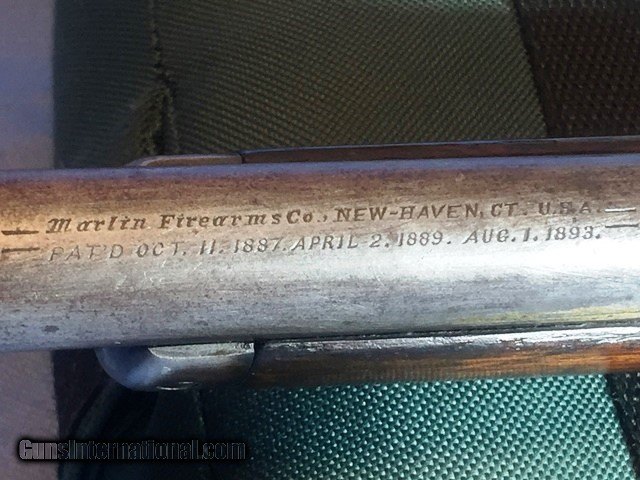 Marlin Firearms Co., NEW-HAVEN, CT. U.S.A.
PAT'D OCT. 11. 1887. APRIL 2. 1889. AUG. 1. 1893.
GunsInternational.com